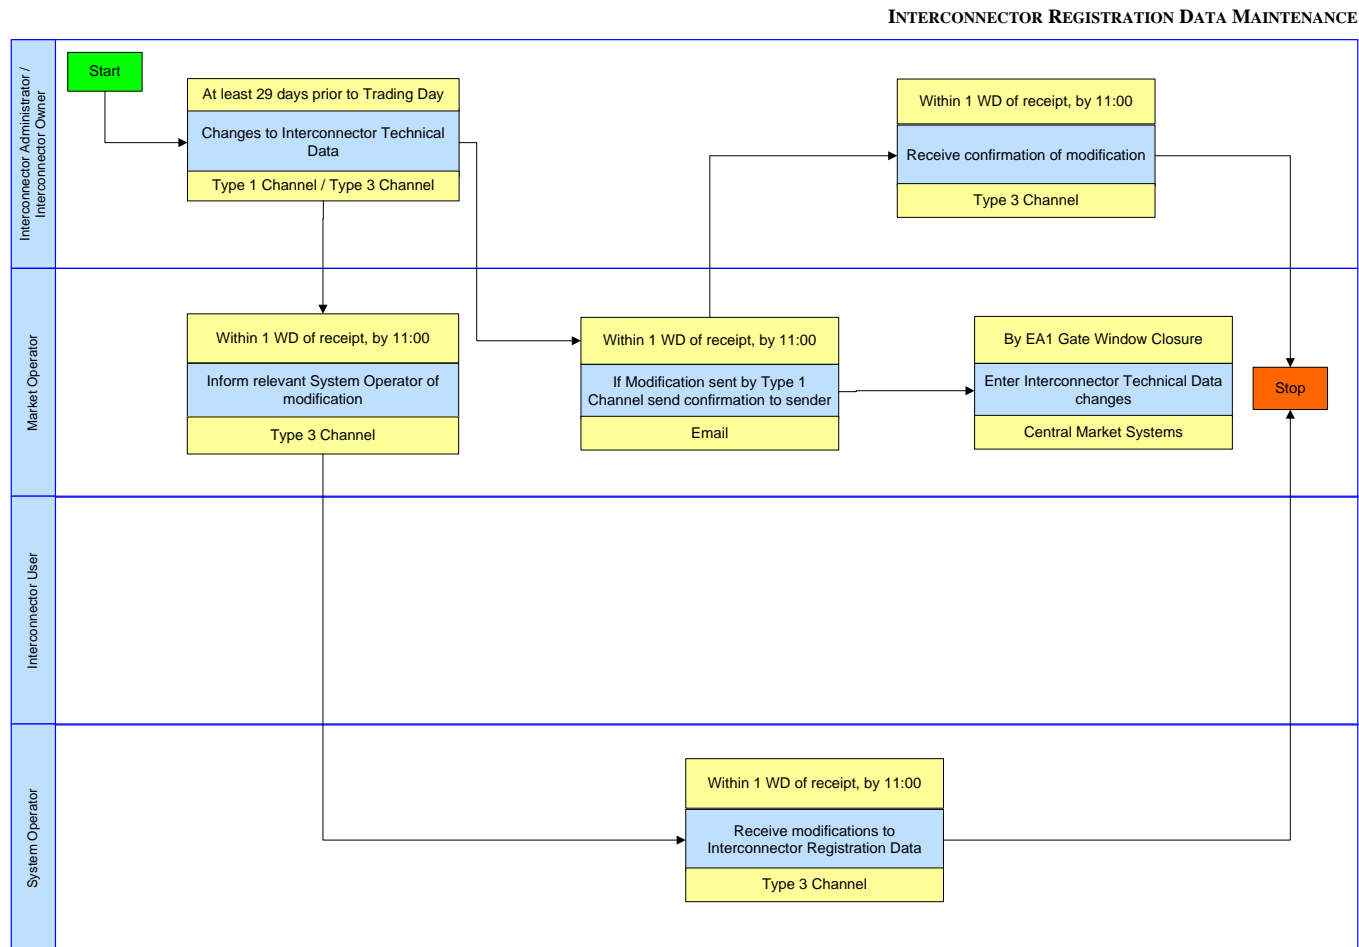 INTERCONNECTOR REGISTRATION DATA MAINTENANCE
Interconnector Administrator /
Interconnector Owner
Start
At least 29 days prior to Trading Day
Changes to Interconnector Technical
Data
Type 1 Channel / Type 3 Channel
Within 1 WD of receipt, by 11:00
Receive confirmation of modification
Type 3 Channel
Market Operator
Within 1 WD of receipt, by 11:00
Inform relevant System Operator of
modification
Type 3 Channel
Within 1 WD of receipt, by 11:00
If Modification sent by Type 1
Channel send confirmation to sender
Email
By EA1 Gate Window Closure
Enter Interconnector Technical Data
changes
Central Market Systems
Stop
Interconnector User
System Operator
Within 1 WD of receipt, by 11:00
Receive modifications to
Interconnector Registration Data
Type 3 Channel